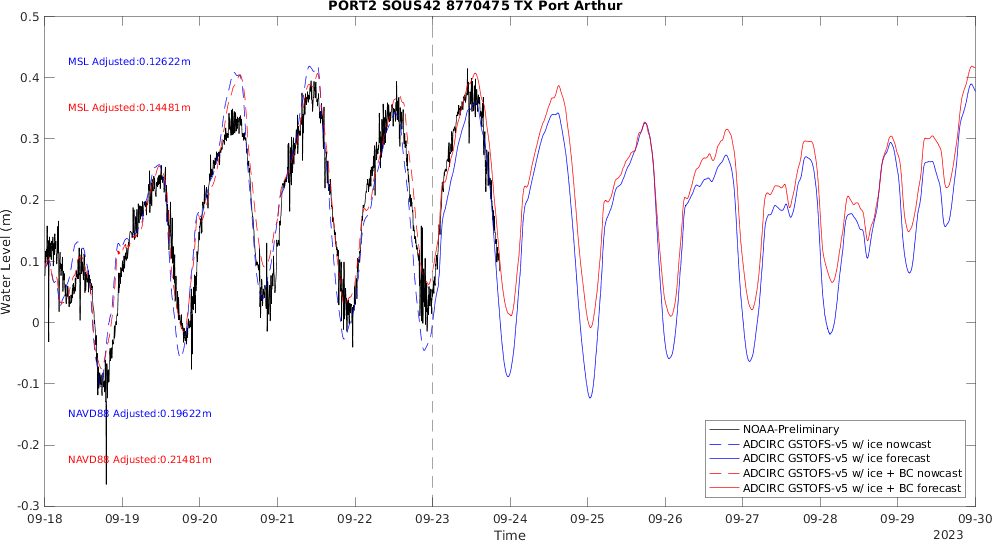 PORT2 SOUS42 8770475 TX Port Arthur
0.5
0.4
0.3
0.2
0.1
0
-0.1
-0.2
-0.3
Water Level (m)
MSL Adjusted:0.12622m
MSL Adjusted:0.14481m
NAVD88 Adjusted:0.19622m
NAVD88 Adjusted:0.21481m
NOAA-Preliminary
ADCIRC GSTOFS-v5 w/ ice nowcast
ADCIRC GSTOFS-v5 w/ ice forecast
ADCIRC GSTOFS-v5 w/ ice + BC nowcast
ADCIRC GSTOFS-v5 w/ ice + BC forecast
09-18 09-19 09-20 09-21 09-22 09-23 09-24 09-25 09-26 09-27 09-28 09-29 09-30
Time
2023